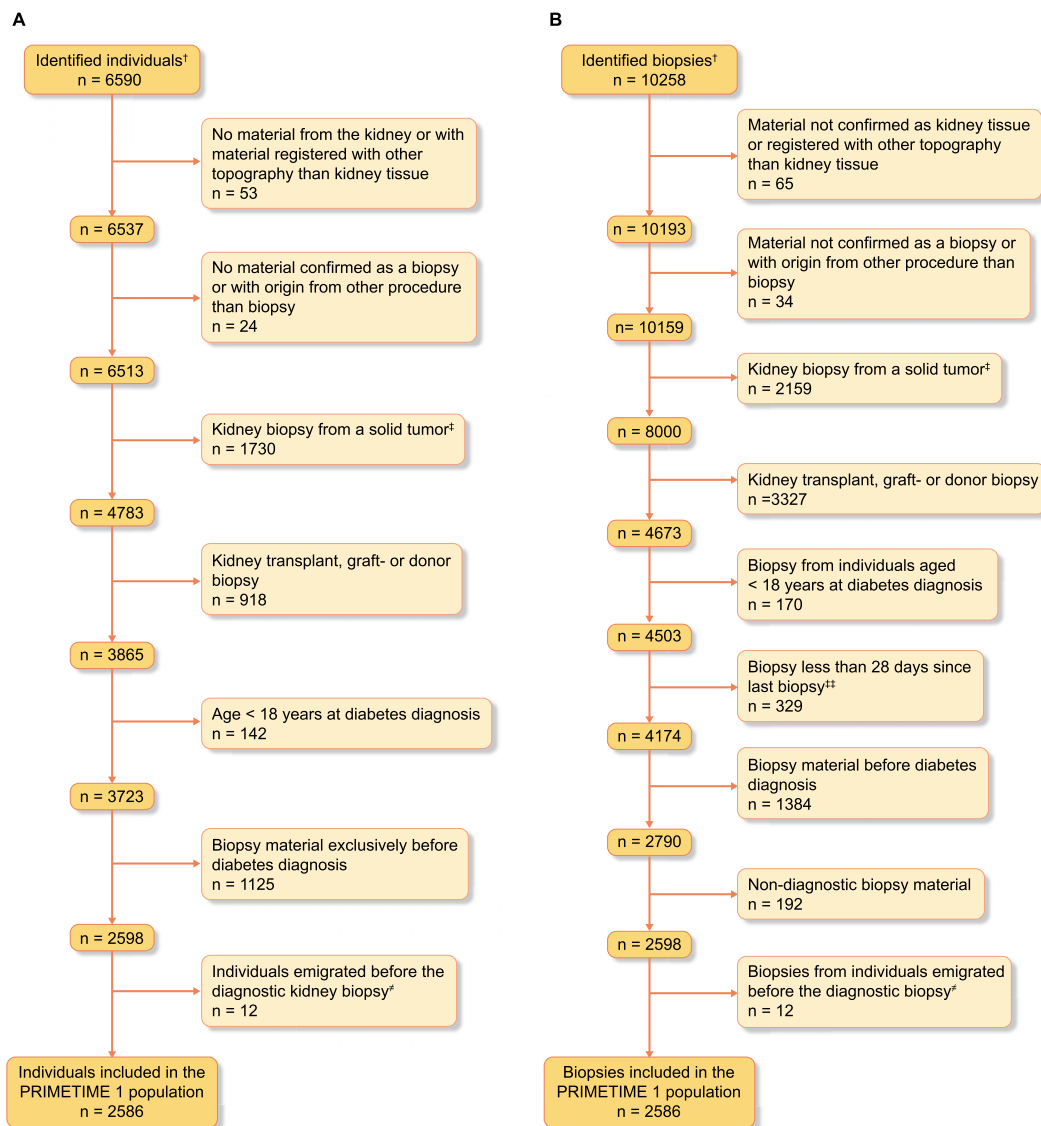 A
Identified individuals†
n = 6590
No material from the kidney or with
material registered with other
topography than kidney tissue
n = 53
n = 6537
No material confirmed as a biopsy
or with origin from other procedure
than biopsy
n = 24
n = 6513
Kidney biopsy from a solid tumor‡
n = 1730
n = 4783
Kidney transplant, graft- or donor
biopsy
n = 918
n = 3865
Age < 18 years at diabetes diagnosis
n = 142
n = 3723
Biopsy material exclusively before
diabetes diagnosis
n = 1125
n = 2598
Individuals emigrated before the
diagnostic kidney biopsy≠
n = 12
Individuals included in the
PRIMETIME 1 population
n = 2586
B
Identified biopsies†
n = 10258
Material not confirmed as kidney tissue
or registered with other topography
than kidney tissue
n = 65
n = 10193
Material not confirmed as a biopsy or
with origin from other procedure than
biopsy
n = 34
n= 10159
Kidney biopsy from a solid tumor‡
n = 2159
n = 8000
Kidney transplant, graft- or donor biopsy
n =3327
n = 4673
Biopsy from individuals aged
< 18 years at diabetes diagnosis
n = 170
n = 4503
Biopsy less than 28 days since
last biopsy‡‡
n = 329
n = 4174
Biopsy material before diabetes
diagnosis
n = 1384
n = 2790
Non-diagnostic biopsy material
n = 192
n = 2598
Biopsies from individuals emigrated
before the diagnostic biopsy≠
n = 12
Biopsies included in the
PRIMETIME 1 population
n = 2586